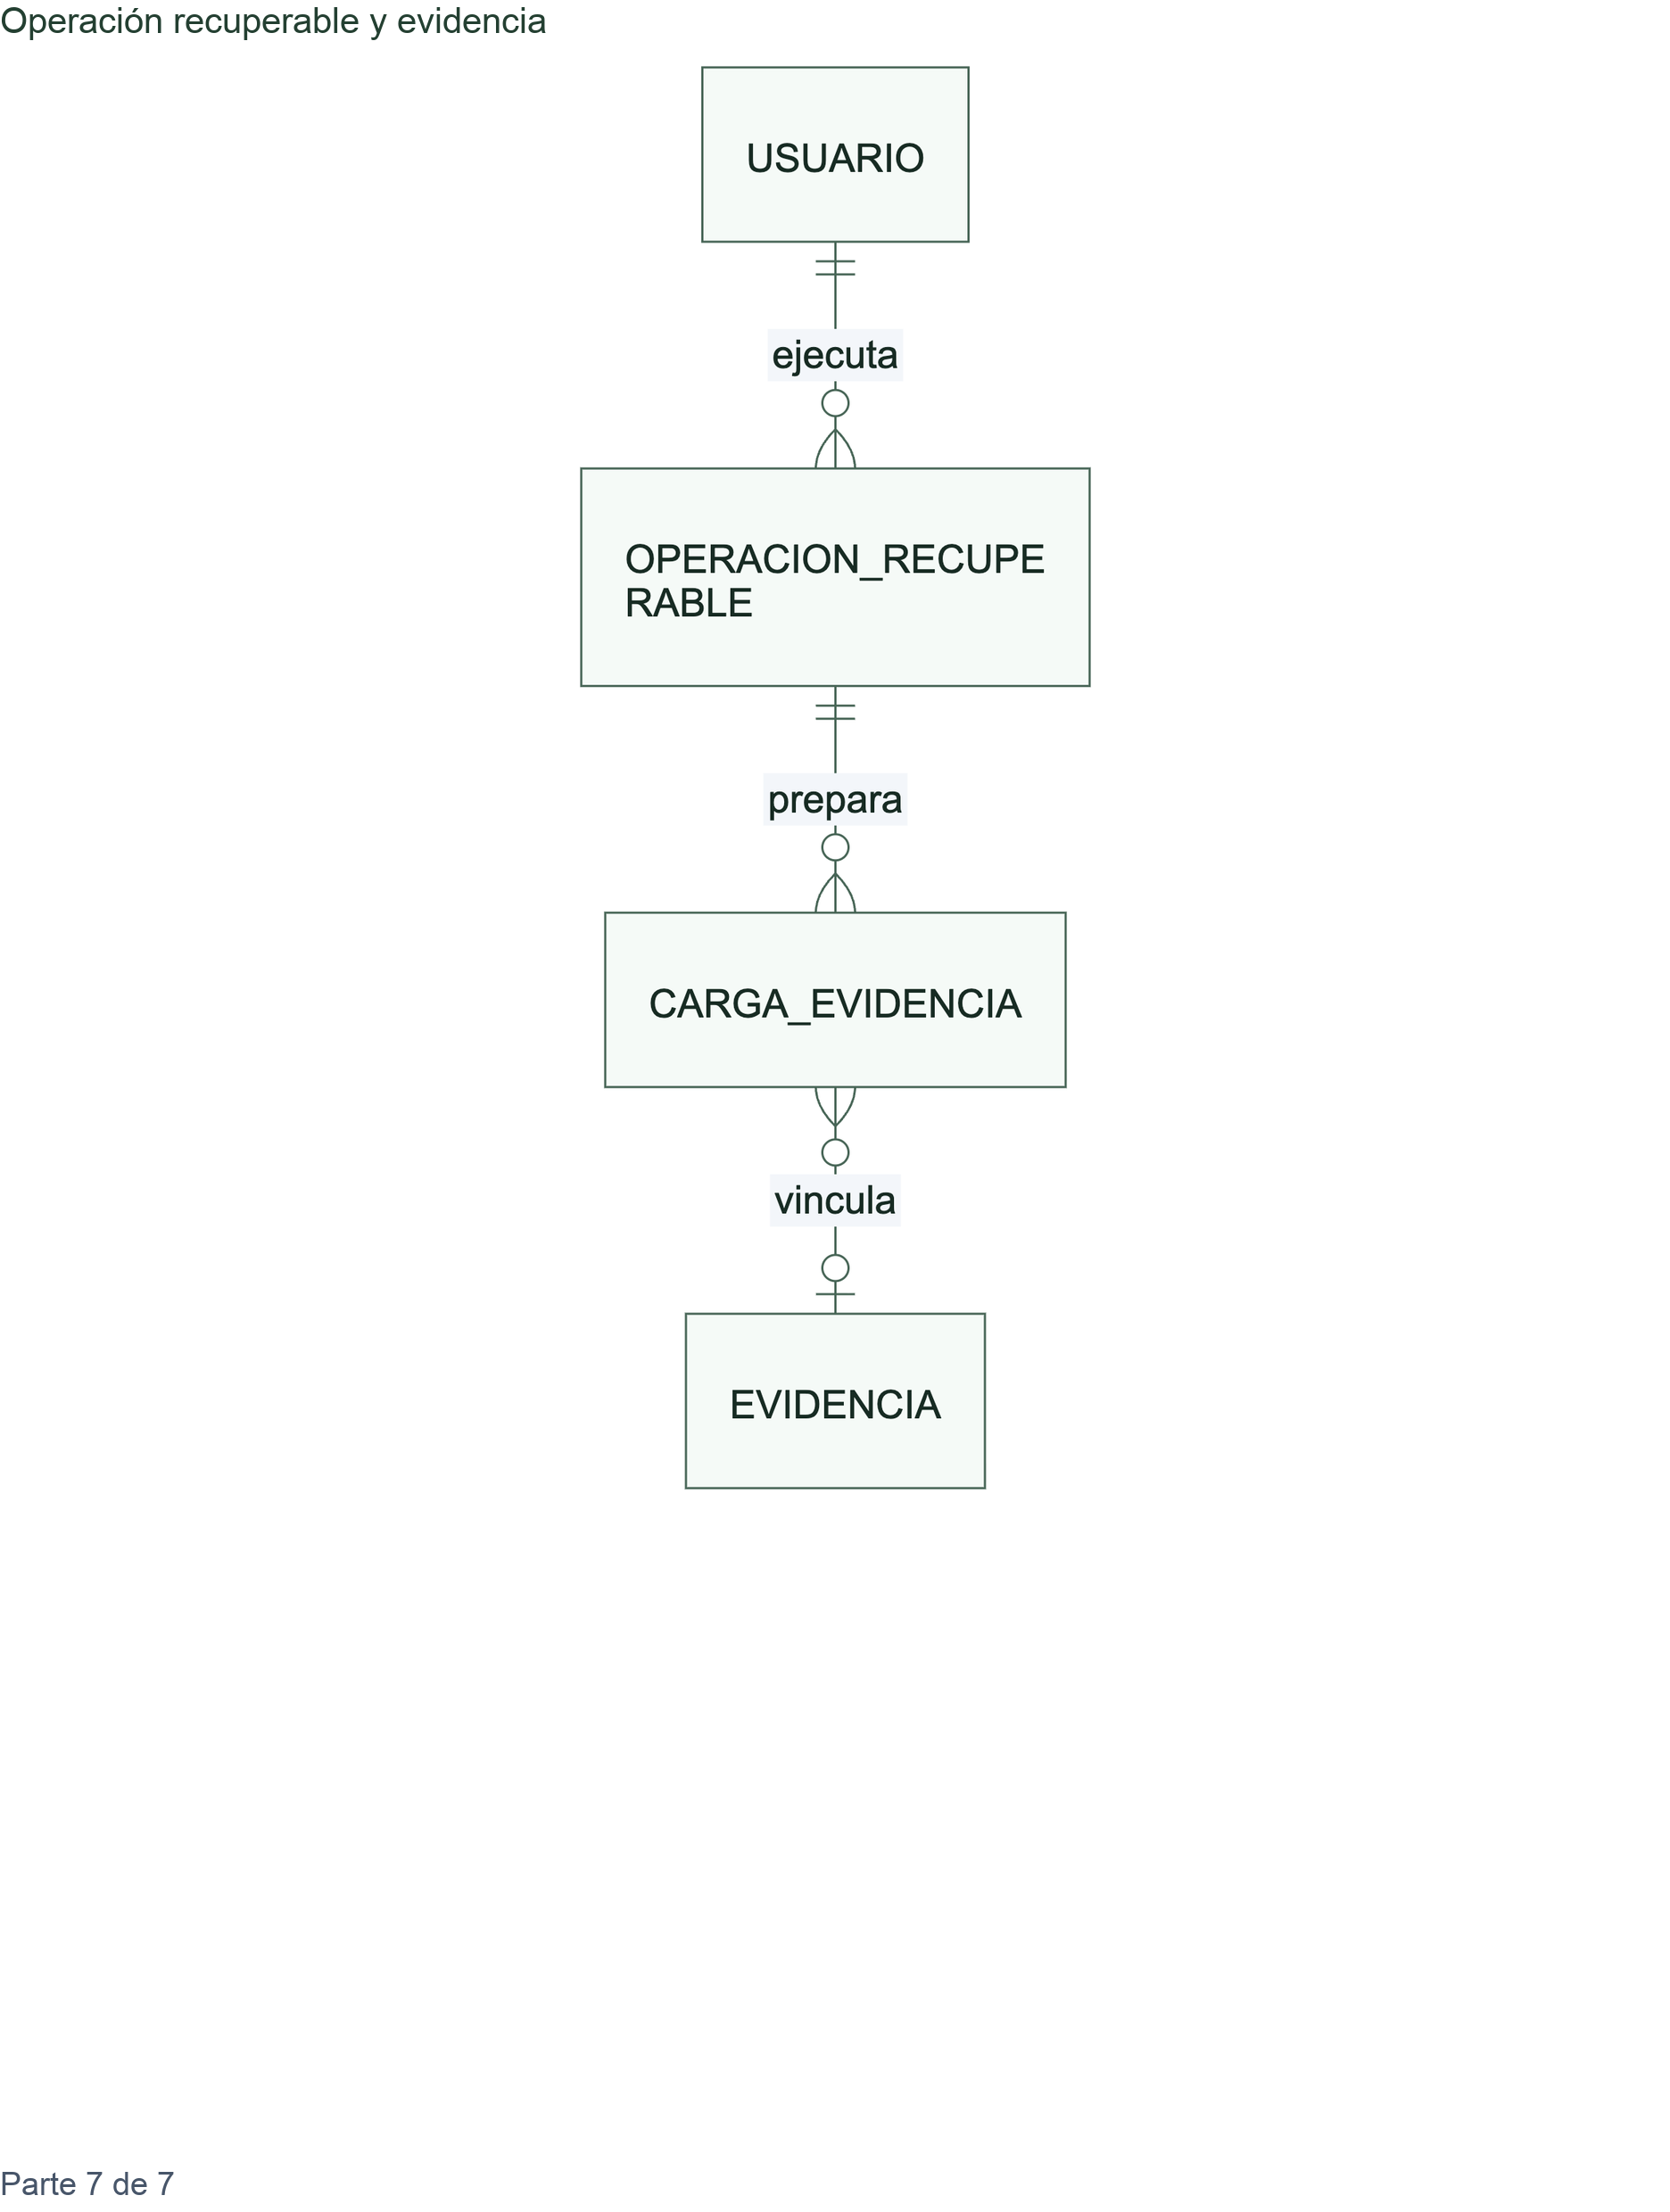 Operación recuperable y evidencia
USUARIO
ejecuta
OPERACION_RECUPE
RABLE
prepara
CARGA_EVIDENCIA
vincula
EVIDENCIA
Parte 7 de 7